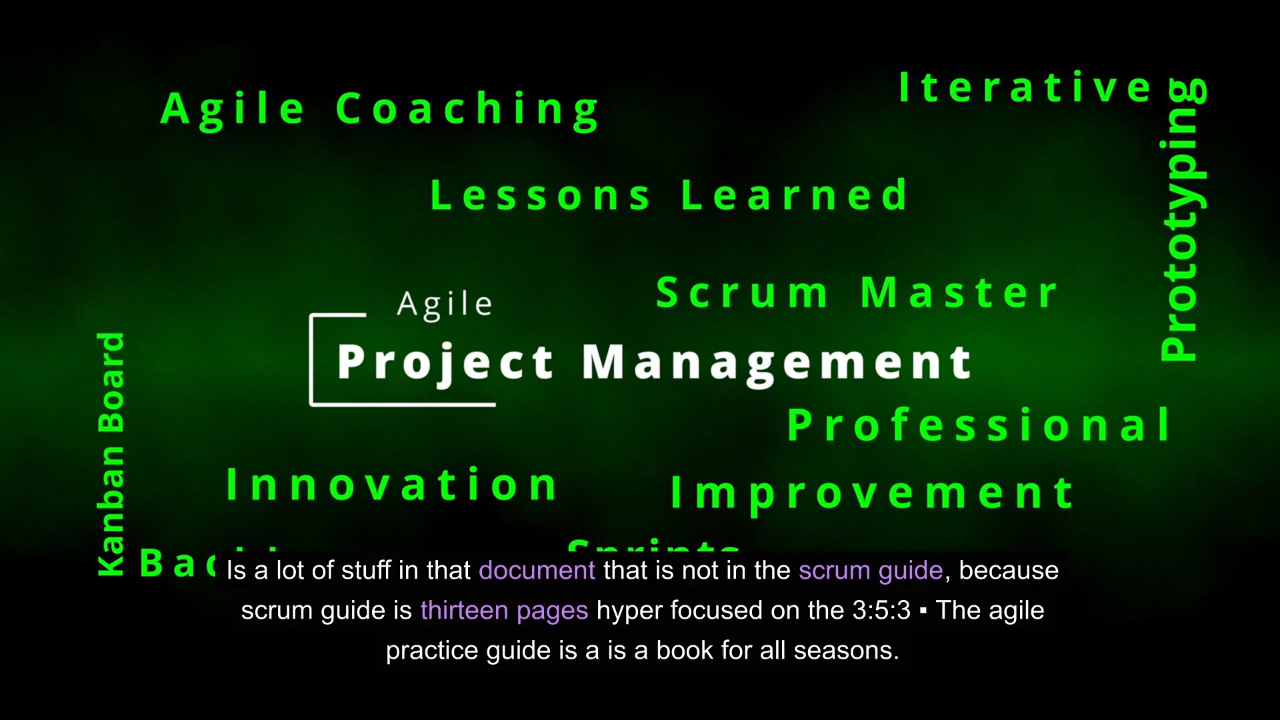 Agile Coaching
Iterative
Prototyping
Lessons Learned
Scrum Master
Agile
Project Management
Kanban Board
Professional
Innovation
Improvement
Sprints
Is a lot of stuff in that document that is not in the scrum guide, because
scrum guide is thirteen pages hyper focused on the 3:5:3 ▪ The agile
practice guide is a is a book for all seasons.